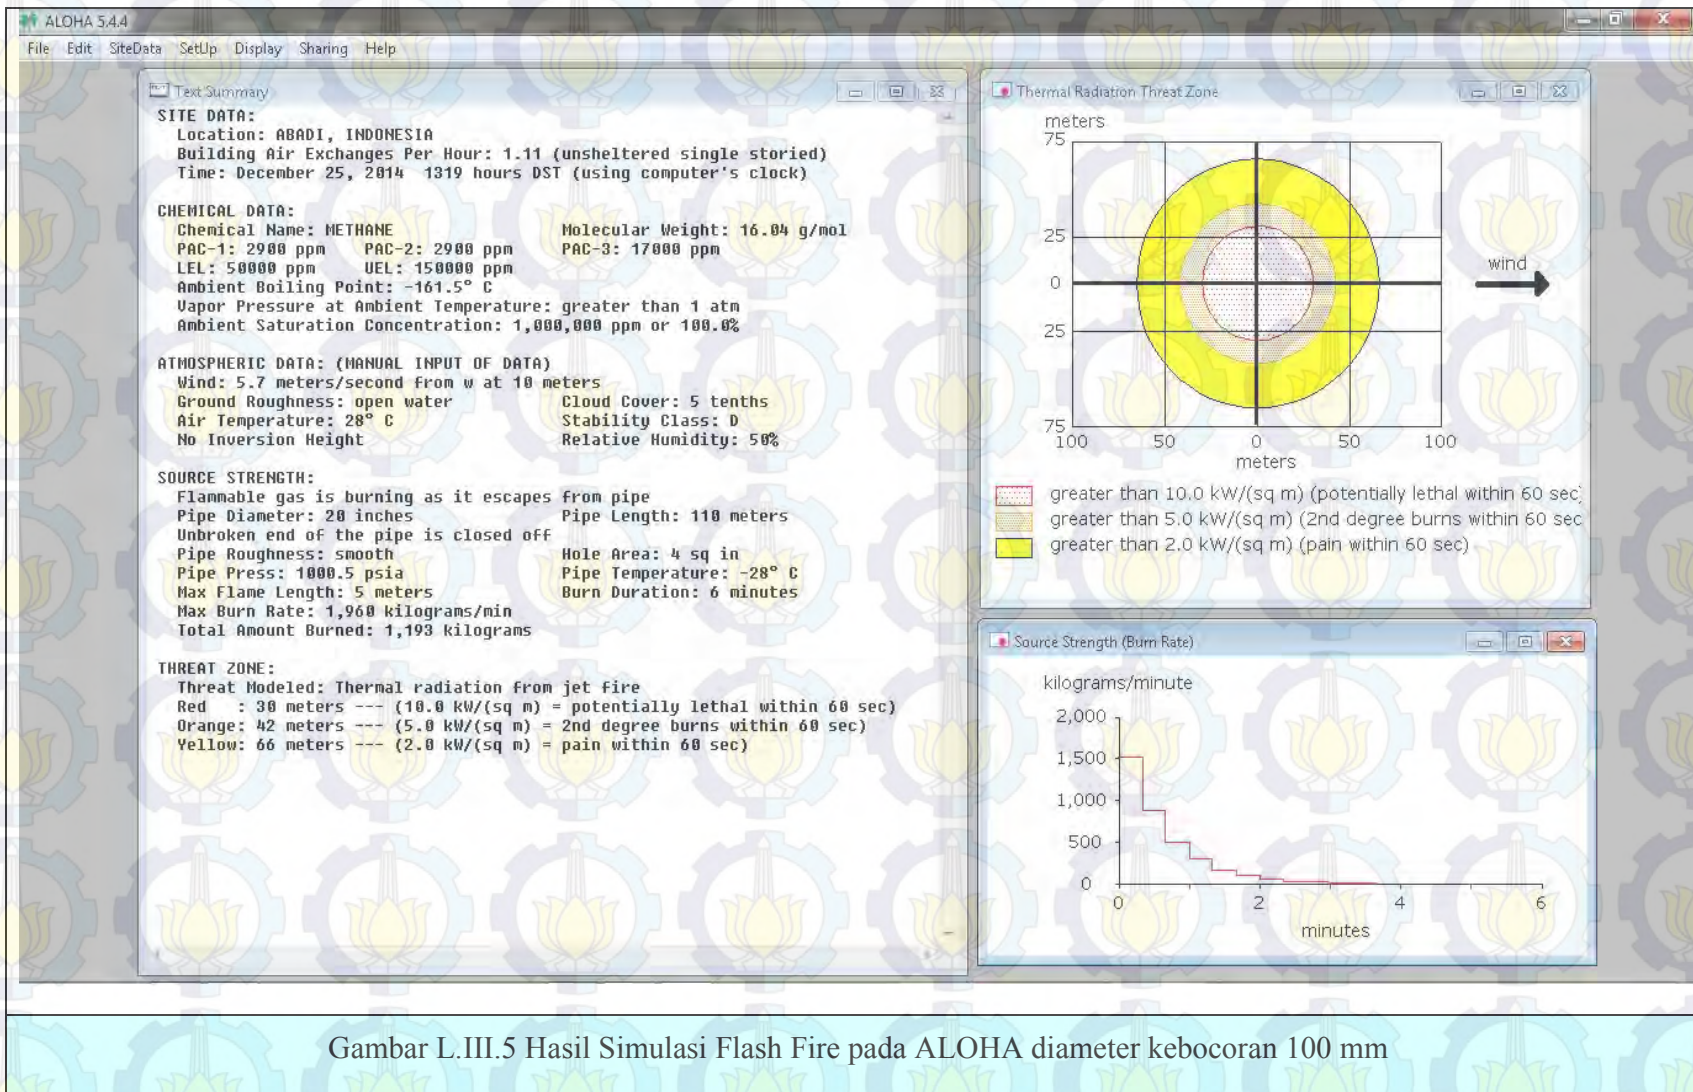 ALOHA 5.4.4
File Edit SiteData SetUp Display Sharing Help
Text Summary
SITE DATA:
Location: ABADI, INDONESIA
Building Air Exchanges Per Hour: 1.11 (unsheltered single storied)
Time: December 25, 2014 1319 hours DST (using computer's clock)
CHEMICAL DATA:
Chemical Name: METHANE Molecular Weight: 16.04 g/mol
PAC-1: 2900 ppm PAC-2: 2900 ppm PAC-3: 17000 ppm
LEL: 50000 ppm UEL: 150000 ppm
Ambient Boiling Point: -161.5° C
Vapor Pressure at Ambient Temperature: greater than 1 atm
Ambient Saturation Concentration: 1,000,000 ppm or 100.0%
ATMOSPHERIC DATA: (MANUAL INPUT OF DATA)
Wind: 5.7 meters/second from w at 10 meters
Ground Roughness: open water Cloud Cover: 5 tenths
Air Temperature: 28° C Stability Class: D
No Inversion Height Relative Humidity: 50%
SOURCE STRENGTH:
Flammable gas is burning as it escapes from pipe
Pipe Diameter: 20 inches Pipe Length: 110 meters
Unbroken end of the pipe is closed off
Pipe Roughness: smooth Hole Area: 4 sq in
Pipe Press: 1000.5 psia Pipe Temperature: -28° C
Max Flame Length: 5 meters Burn Duration: 6 minutes
Max Burn Rate: 1,960 kilograms/min
Total Amount Burned: 1,193 kilograms
THREAT ZONE:
Threat Modeled: Thermal radiation from jet fire
Red : 30 meters --- (10.0 kW/(sq m) = potentially lethal within 60 sec)
Orange: 42 meters --- (5.0 kW/(sq m) = 2nd degree burns within 60 sec)
Yellow: 66 meters --- (2.0 kW/(sq m) = pain within 60 sec)
Thermal Radiation Threat Zone
meters
75
25
0
25
75
100 50 0 50 100
meters
wind
greater than 10.0 kW/(sq m) (potentially lethal within 60 sec)
greater than 5.0 kW/(sq m) (2nd degree burns within 60 sec
greater than 2.0 kW/(sq m) (pain within 60 sec)
Source Strength (Burn Rate)
kilograms/minute
2,000
1,500
1,000
500
0
0 2 4 6
minutes
Gambar L.III.5 Hasil Simulasi Flash Fire pada ALOHA diameter kebocoran 100 mm